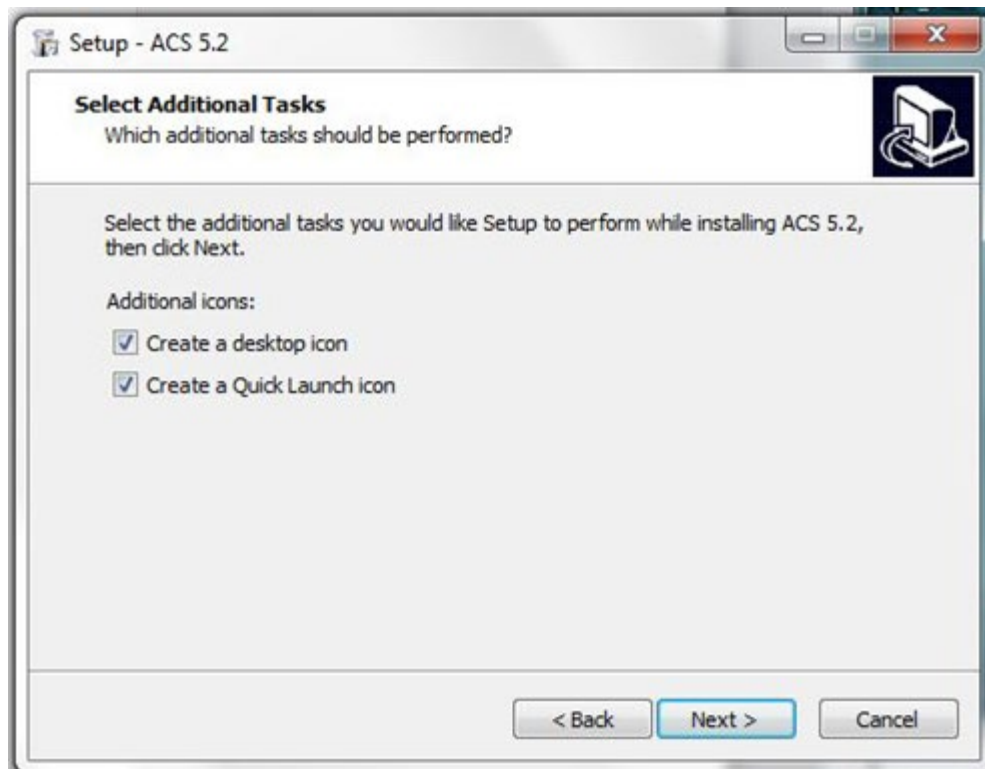 Setup - ACS 5.2
Select Additional Tasks
Which additional tasks should be performed?
Select the additional tasks you would like Setup to perform while installing ACS 5.2,
then click Next.
Additional icons:
Create a desktop icon
Create a Quick Launch icon
< Back
Next >
Cancel